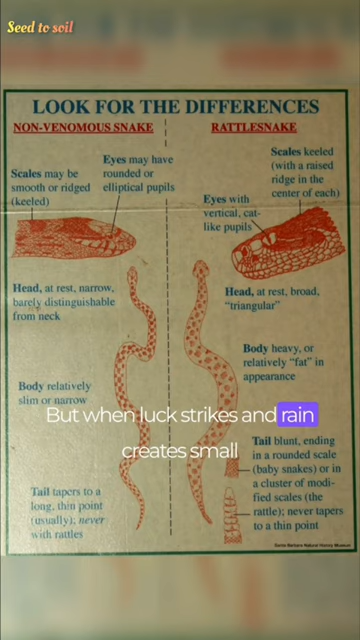 Seed to soil
LOOK FOR THE DIFFERENCES
NON-VENOMOUS SNAKE
Scales may be
smooth or ridged
(keeled)
Eyes may have
rounded or
elliptical pupils
Head, at rest, narrow,
barely distinguishable
from neck
Body relatively
slim or narrow
Tail tapers to a
long, thin point
(usually); never
with rattles
RATTLESNAKE
Scales keeled
(with a raised
ridge in the
center of each)
Eyes with
vertical, cat-
like pupils
Head, at rest, broad,
"triangular"
Body heavy, or
relatively "fat" in
appearance
Tail blunt, ending
in a rounded scale
(baby snakes) or in
a cluster of modi-
fied scales (the
rattle); never tapers
to a thin point
Santa Barbara Natural History Museum
But when luck strikes and rain
creates small